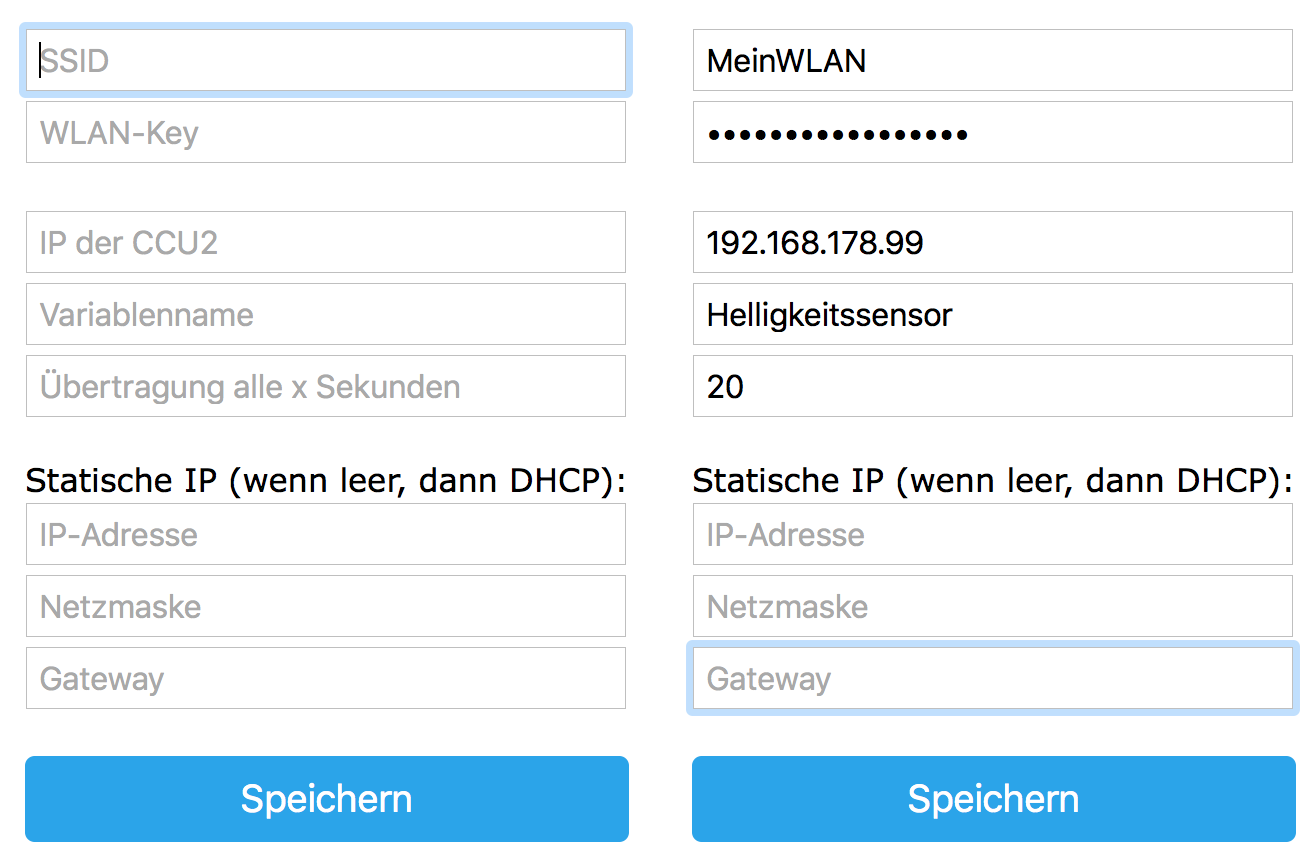 SSID
WLAN-Key
IP der CCU2
Variablenname
Übertragung alle x Sekunden
Statische IP (wenn leer, dann DHCP):
IP-Adresse
Netzmaske
Gateway
Speichern
MeinWLAN
•••••••••••••••••
192.168.178.99
Helligkeitssensor
20
Statische IP (wenn leer, dann DHCP):
IP-Adresse
Netzmaske
Gateway
Speichern